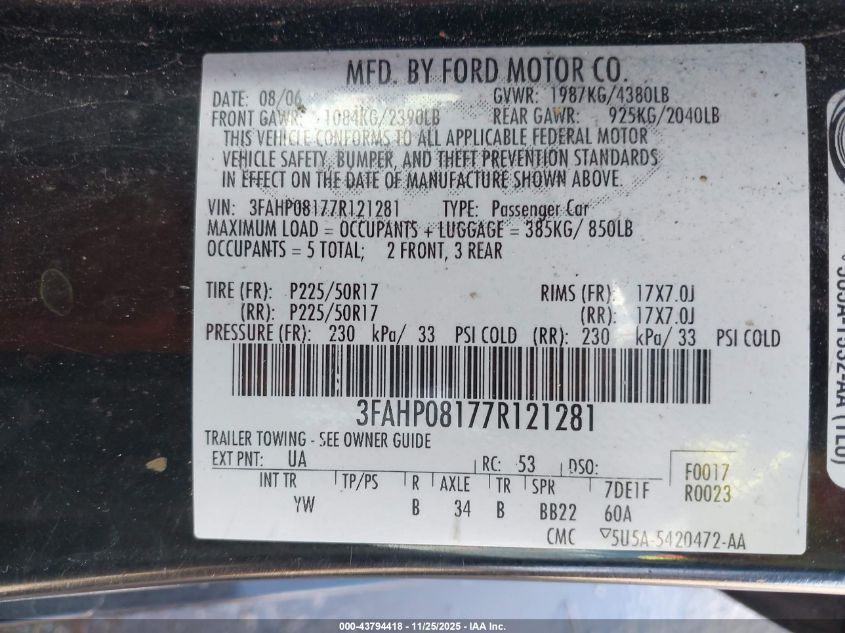 MFD. BY FORD MOTOR CO.
DATE: 08/06 GVWR: 1987KG/4380LB
FRONT GAWR: 1084KG/2390LB REAR GAWR: 925KG/2040LB
THIS VEHICLE CONFORMS TO ALL APPLICABLE FEDERAL MOTOR
VEHICLE SAFETY, BUMPER, AND THEFT PREVENTION STANDARDS
IN EFFECT ON THE DATE OF MANUFACTURE SHOWN ABOVE.
VIN: 3FAHP08177R121281 TYPE: Passenger Car
MAXIMUM LOAD = OCCUPANTS + LUGGAGE = 385KG/ 850LB
OCCUPANTS = 5 TOTAL; 2 FRONT, 3 REAR
TIRE (FR): P225/50R17 RIMS (FR): 17X7.0J
(RR): P225/50R17 (RR): 17X7.0J
PRESSURE (FR): 230 kPa/ 33 PSI COLD (RR): 230 kPa/ 33 PSI COLD
3FAHP08177R121281
TRAILER TOWING - SEE OWNER GUIDE
EXT PNT: UA RC: 53 DSO: F0017
INT TR TP/PS R AXLE TR SPR 7DE1F R0023
YW B 34 B BB22 60A
CMC ▽5U5A-5420472-AA
000-43794418 - 11/25/2025 - IAA Inc.